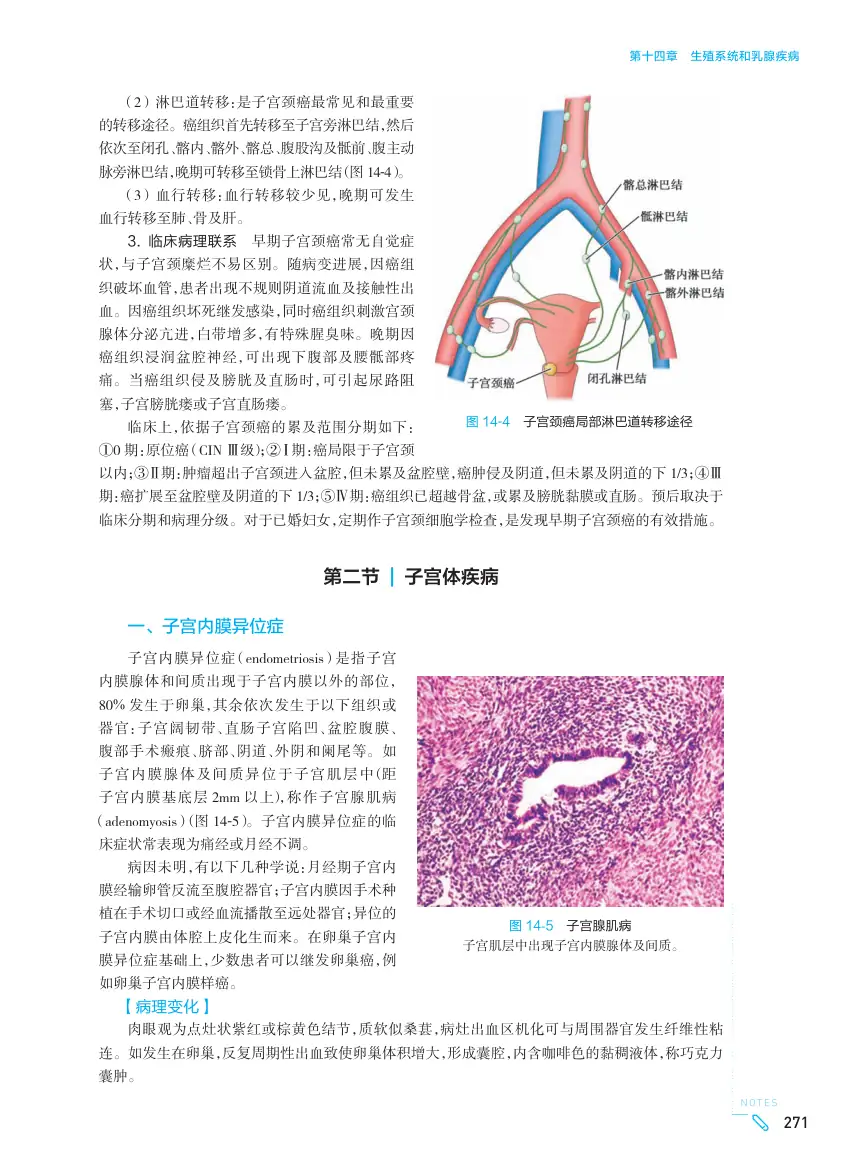 第十四章 生殖系统和乳腺疾病
（2）淋巴道转移：是子宫颈癌最常见和最重要
的转移途径。癌组织首先转移至子宫旁淋巴结，然后
依次至闭孔、髂内、髂外、髂总、腹股沟及骶前、腹主动
脉旁淋巴结，晚期可转移至锁骨上淋巴结（图 14-4）。
（3）血行转移：血行转移较少见，晚期可发生
血行转移至肺、骨及肝。
3. 临床病理联系 早期子宫颈癌常无自觉症
状，与子宫颈糜烂不易区别。随病变进展，因癌组
织破坏血管，患者出现不规则阴道流血及接触性出
血。因癌组织坏死继发感染，同时癌组织刺激宫颈
腺体分泌亢进，白带增多，有特殊腥臭味。晚期因
癌组织浸润盆腔神经，可出现下腹部及腰骶部疼
痛。当癌组织侵及膀胱及直肠时，可引起尿路阻
塞，子宫膀胱瘘或子宫直肠瘘。
临床上，依据子宫颈癌的累及范围分期如下：
①0 期：原位癌（CIN Ⅲ级）；②Ⅰ期：癌局限于子宫颈
以内；③Ⅱ期：肿瘤超出子宫颈进入盆腔，但未累及盆腔壁，癌肿侵及阴道，但未累及阴道的下 1/3；④Ⅲ
期：癌扩展至盆腔壁及阴道的下 1/3；⑤Ⅳ期：癌组织已超越骨盆，或累及膀胱黏膜或直肠。预后取决于
临床分期和病理分级。对于已婚妇女，定期作子宫颈细胞学检查，是发现早期子宫颈癌的有效措施。
髂总淋巴结
骶淋巴结
髂内淋巴结
髂外淋巴结
闭孔淋巴结
子宫颈癌
图 14-4 子宫颈癌局部淋巴道转移途径
第二节 | 子宫体疾病
一、子宫内膜异位症
子宫内膜异位症（endometriosis）是指子宫
内膜腺体和间质出现于子宫内膜以外的部位，
80% 发生于卵巢，其余依次发生于以下组织或
器官：子宫阔韧带、直肠子宫陷凹、盆腔腹膜、
腹部手术瘢痕、脐部、阴道、外阴和阑尾等。如
子宫内膜腺体及间质异位于子宫肌层中（距
子宫内膜基底层 2mm 以上），称作子宫腺肌病
（adenomyosis）（图 14-5）。子宫内膜异位症的临
床症状常表现为痛经或月经不调。
病因未明，有以下几种学说：月经期子宫内
膜经输卵管反流至腹腔器官；子宫内膜因手术种
植在手术切口或经血流播散至远处器官；异位的
子宫内膜由体腔上皮化生而来。在卵巢子宫内
膜异位症基础上，少数患者可以继发卵巢癌，例
如卵巢子宫内膜样癌。
图 14-5 子宫腺肌病
子宫肌层中出现子宫内膜腺体及间质。
【病理变化】
肉眼观为点灶状紫红或棕黄色结节，质软似桑葚，病灶出血区机化可与周围器官发生纤维性粘
连。如发生在卵巢，反复周期性出血致使卵巢体积增大，形成囊腔，内含咖啡色的黏稠液体，称巧克力
囊肿。
NOTES
271